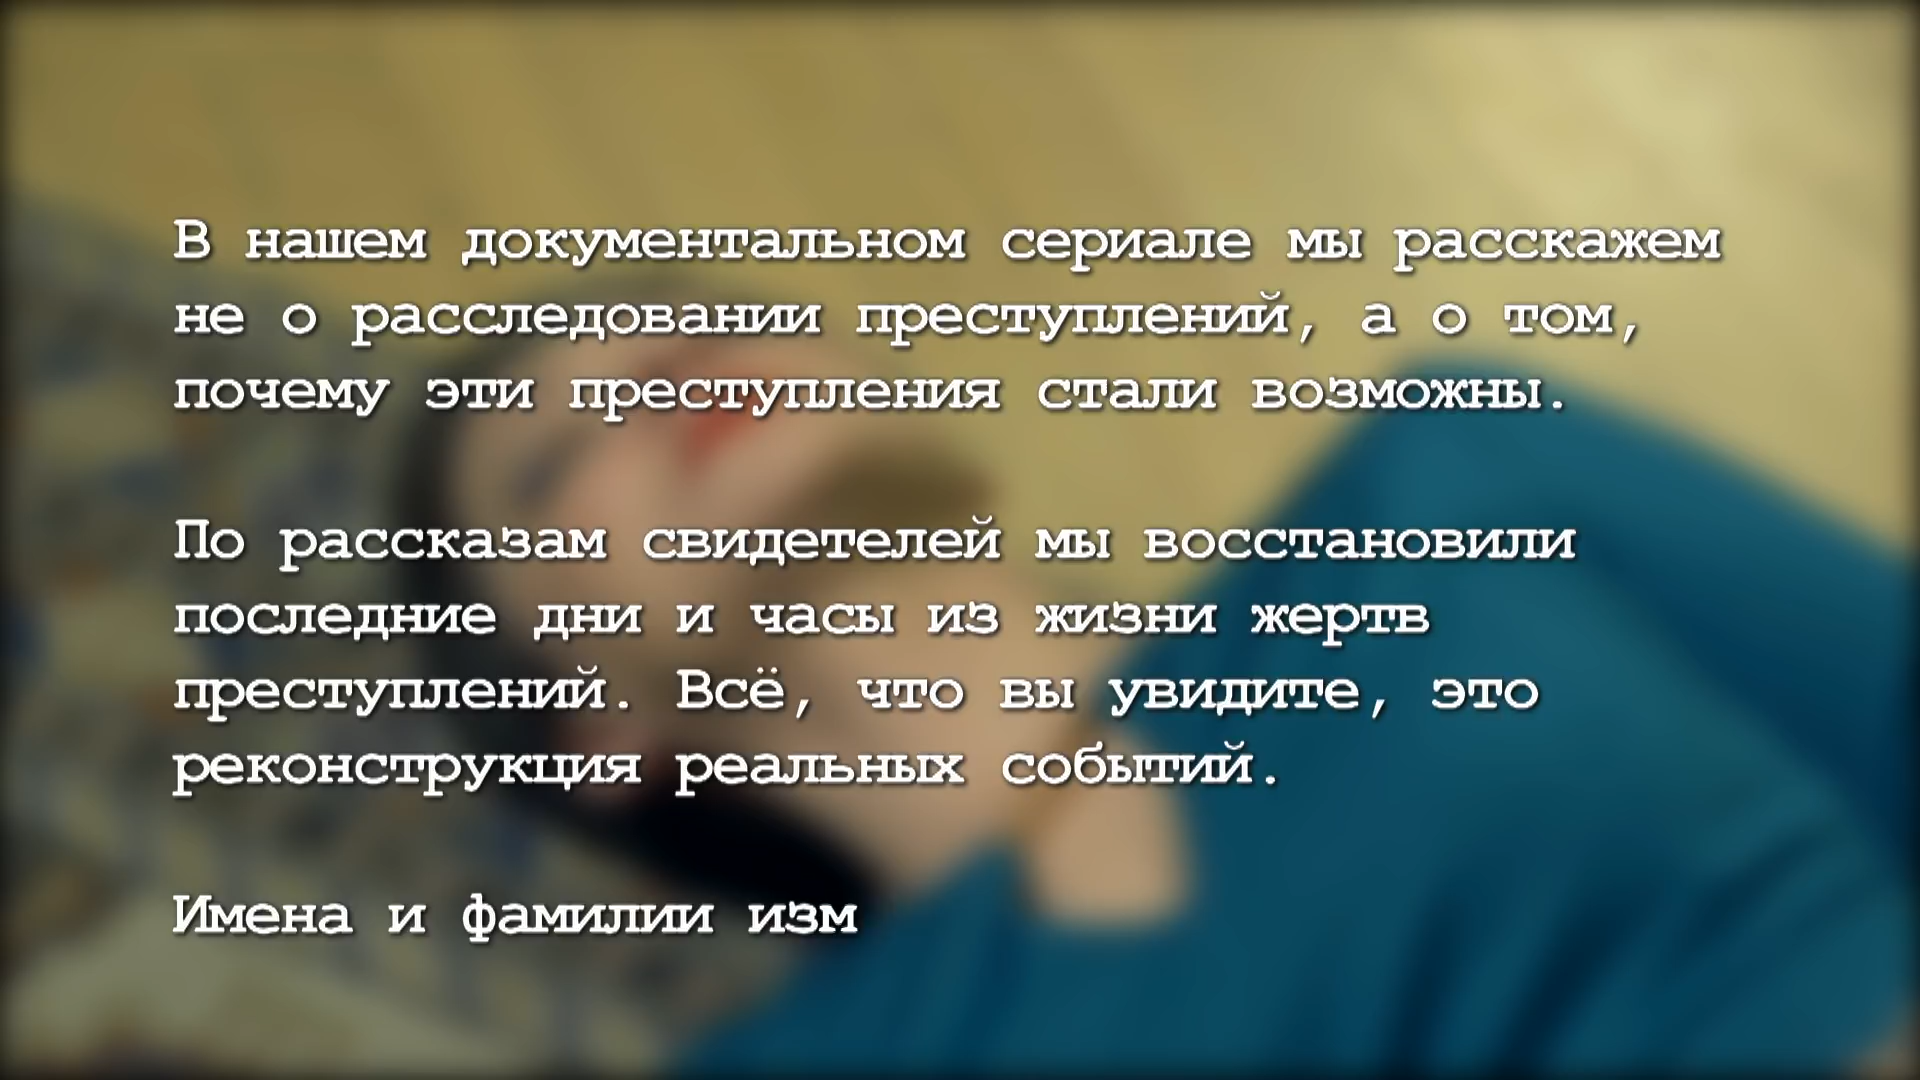 В нашем документальном сериале мы расскажем
не о расследовании преступлений, а о том,
почему эти преступления стали возможны.
По рассказам свидетелей мы восстановили
последние дни и часы из жизни жертв
преступлений. Всё, что вы увидите, это
реконструкция реальных событий.
Имена и фамилии изм